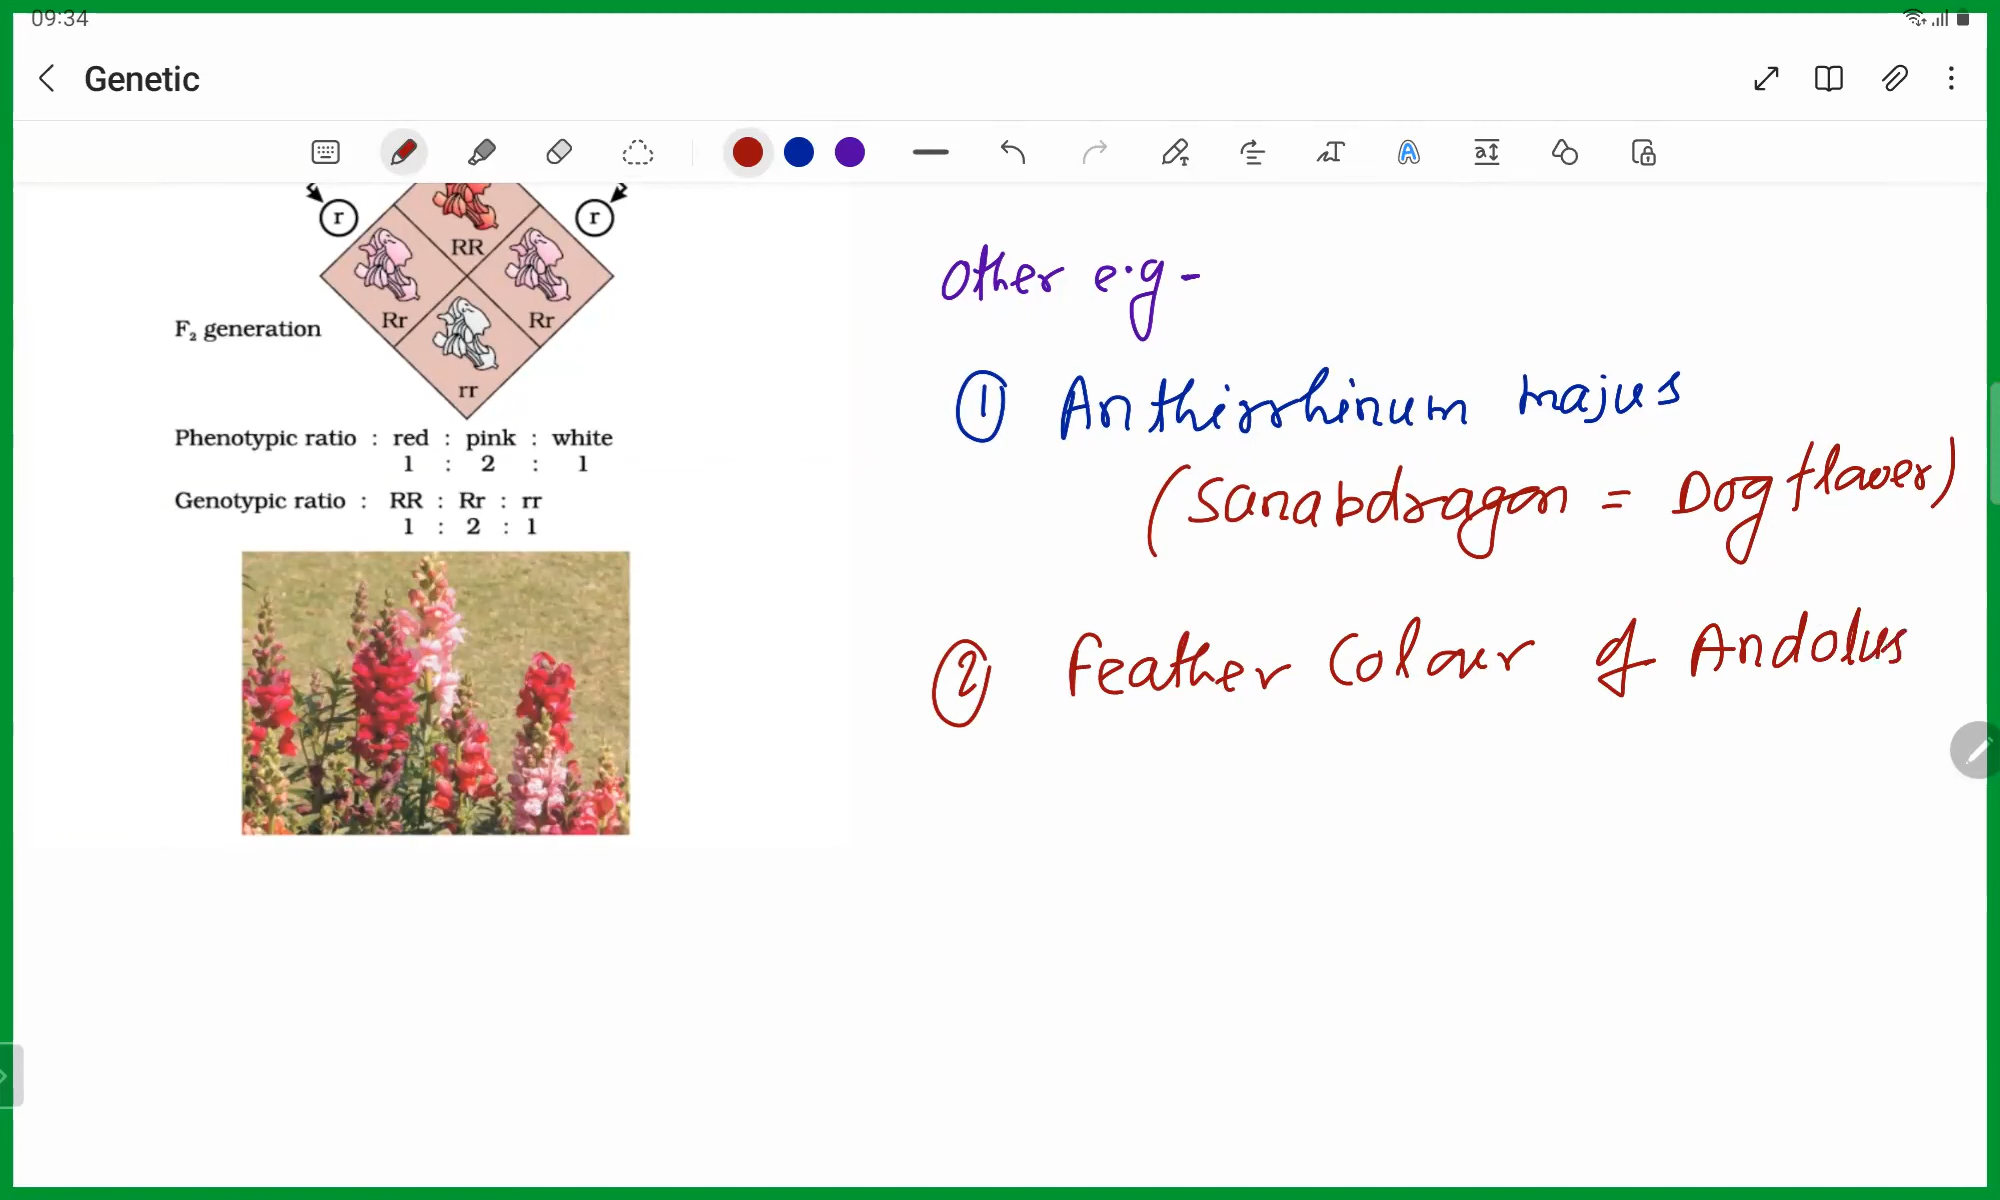 09:34
Genetic
r
r
RR
Rr
Rr
F₂ generation
rr
Phenotypic ratio : red : pink : white
1 : 2 : 1
Genotypic ratio : RR : Rr : rr
1 : 2 : 1
Other e.g -
① Anthirrhinum majus
(Sanabdragon = Dog flower)
② Feather Colour of Andolus